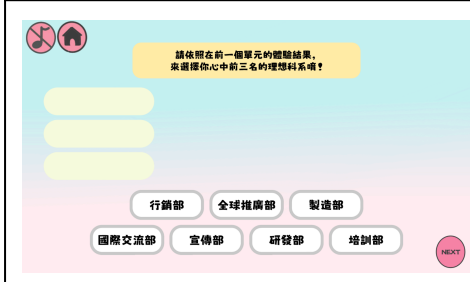 請依照在前一個單元的體驗結果，
來選擇你心中前三名的理想科系唷！
行銷部
全球推廣部
製造部
國際交流部
宣傳部
研發部
培訓部
NEXT